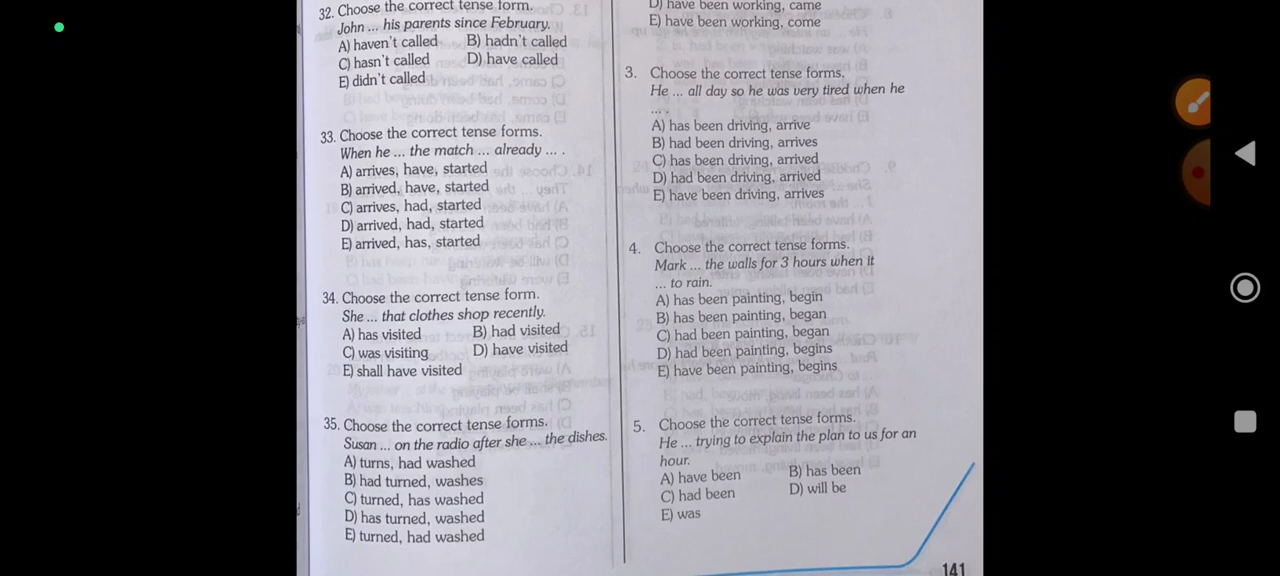 32. Choose the correct tense form.
John ... his parents since February.
A) haven't called B) hadn't called
C) hasn't called D) have called
E) didn't called
33. Choose the correct tense forms.
When he ... the match ... already ... .
A) arrives, have, started
B) arrived, have, started
C) arrives, had, started
D) arrived, had, started
E) arrived, has, started
34. Choose the correct tense form.
She ... that clothes shop recently.
A) has visited B) had visited
C) was visiting D) have visited
E) shall have visited
35. Choose the correct tense forms.
Susan ... on the radio after she ... the dishes.
A) turns, had washed
B) had turned, washes
C) turned, has washed
D) has turned, washed
E) turned, had washed
D) have been working, came
E) have been working, come
3. Choose the correct tense forms.
He ... all day so he was very tired when he
... .
A) has been driving, arrive
B) had been driving, arrives
C) has been driving, arrived
D) had been driving, arrived
E) have been driving, arrives
4. Choose the correct tense forms.
Mark ... the walls for 3 hours when it
... to rain.
A) has been painting, begin
B) has been painting, began
C) had been painting, began
D) had been painting, begins
E) have been painting, begins
5. Choose the correct tense forms.
He ... trying to explain the plan to us for an
hour.
A) have been B) has been
C) had been D) will be
E) was
141